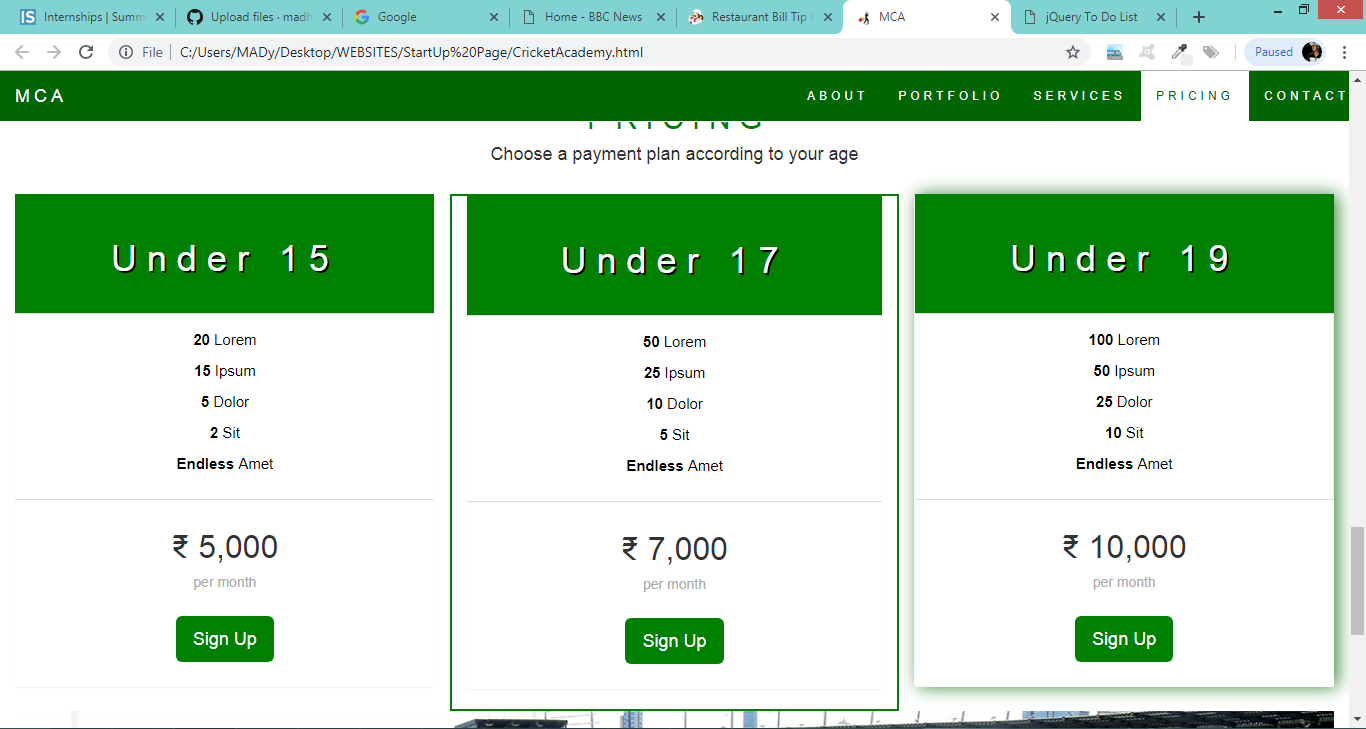 Internships | Summ
Upload files · madh
Google
Home - BBC News
Restaurant Bill Tip C
MCA
jQuery To Do List
File
C:/Users/MADy/Desktop/WEBSITES/StartUp%20Page/CricketAcademy.html
Paused
MCA
ABOUT
PORTFOLIO
SERVICES
PRICING
CONTACT
PRICING
Choose a payment plan according to your age
Under 15
20 Lorem
15 Ipsum
5 Dolor
2 Sit
Endless Amet
₹ 5,000
per month
Sign Up
Under 17
50 Lorem
25 Ipsum
10 Dolor
5 Sit
Endless Amet
₹ 7,000
per month
Sign Up
Under 19
100 Lorem
50 Ipsum
25 Dolor
10 Sit
Endless Amet
₹ 10,000
per month
Sign Up